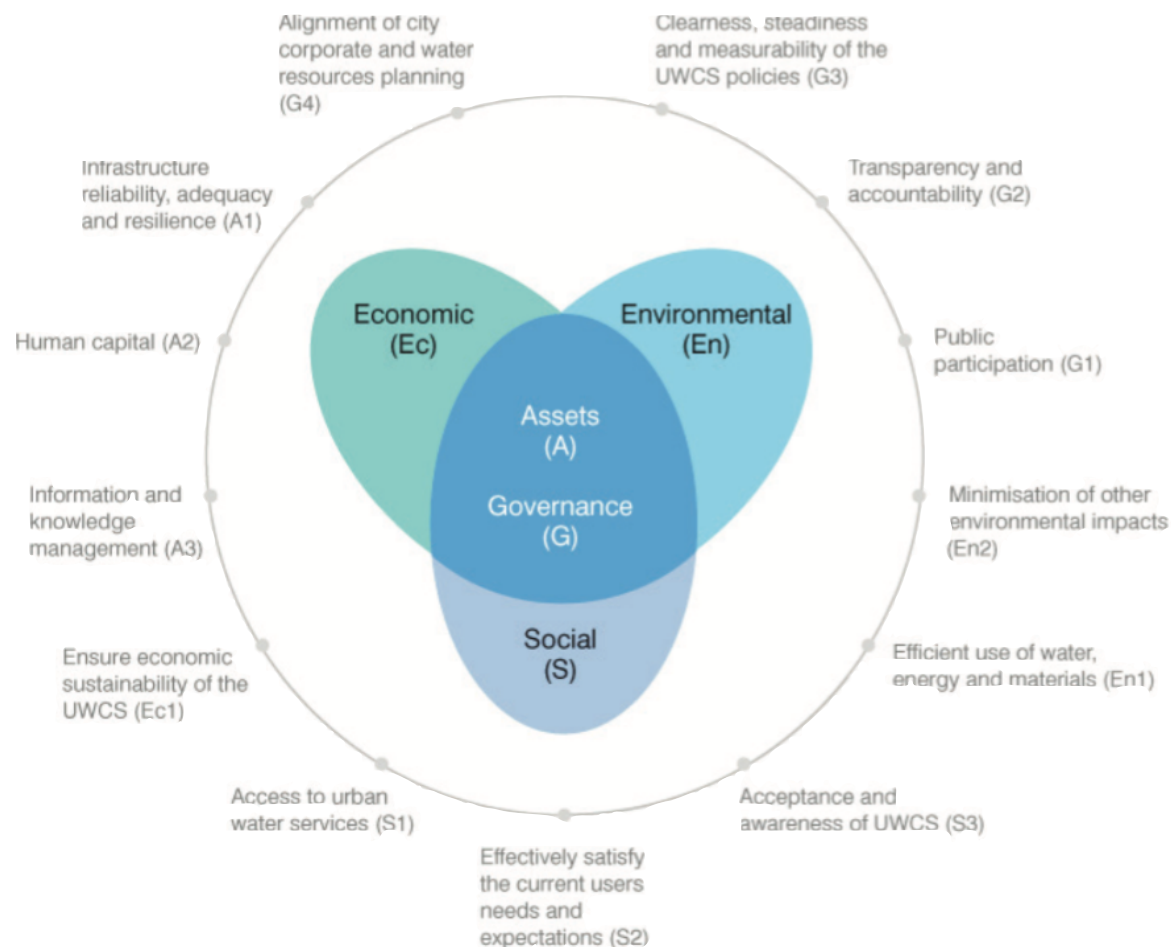 Alignment of city
corporate and water
resources planning
(G4)
Clearness, steadiness
and measurability of the
UWCS policies (G3)
Infrastructure
reliability, adequacy
and resilience (A1)
Transparency and
accountability (G2)
Economic
(Ec)
Environmental
(En)
Human capital (A2)
Public
participation (G1)
Assets
(A)
Governance
(G)
Information and
knowledge
management (A3)
Minimisation of other
environmental impacts
(En2)
Social
(S)
Ensure economic
sustainability of the
UWCS (Ec1)
Efficient use of water,
energy and materials (En1)
Access to urban
water services (S1)
Acceptance and
awareness of UWCS (S3)
Effectively satisfy
the current users
needs and
expectations (S2)